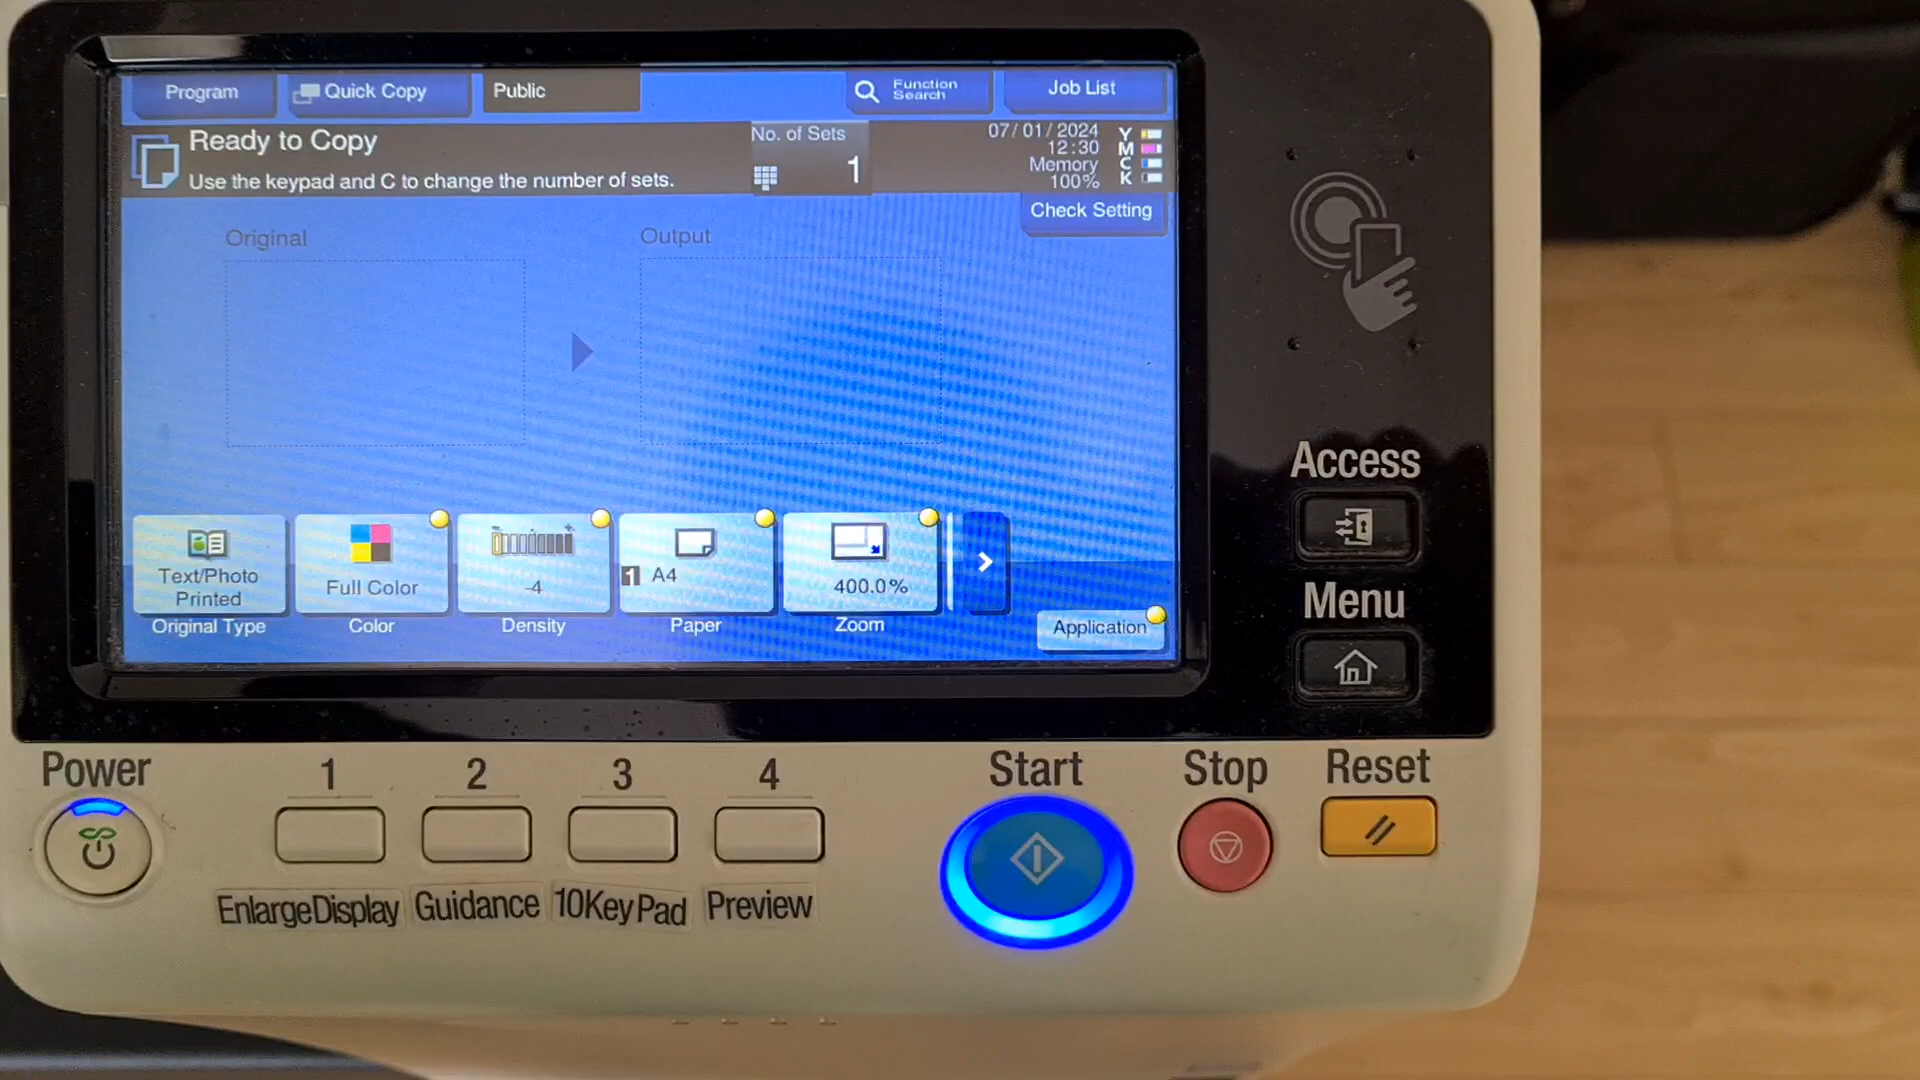 Program
Quick Copy
Public
Function Search
Job List
Ready to Copy
Use the keypad and C to change the number of sets.
No. of Sets
1
07/01/2024
12:30
Memory
100%
Y
M
C
K
Check Setting
Original
Output
Text/Photo
Printed
Original Type
Full Color
Color
-4
Density
1 A4
Paper
400.0%
Zoom
Application
Access
Menu
Power
1
2
3
4
Start
Stop
Reset
EnlargeDisplay
Guidance
10Key Pad
Preview